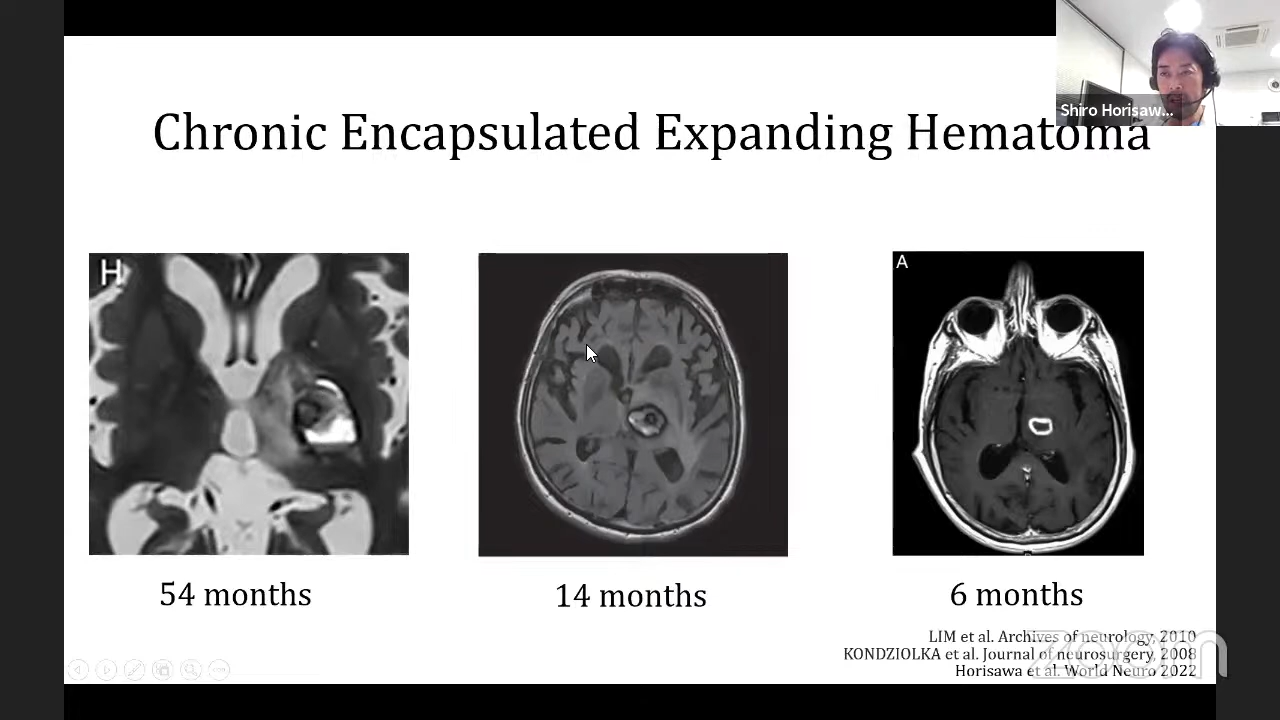 Shiro Horisaw...
Chronic Encapsulated Expanding Hematoma
H
A
54 months
14 months
6 months
LIM et al. Archives of neurology, 2010
KONDZIOLKA et al. Journal of neurosurgery, 2008
Horisawa et al. World Neuro 2022
zoom